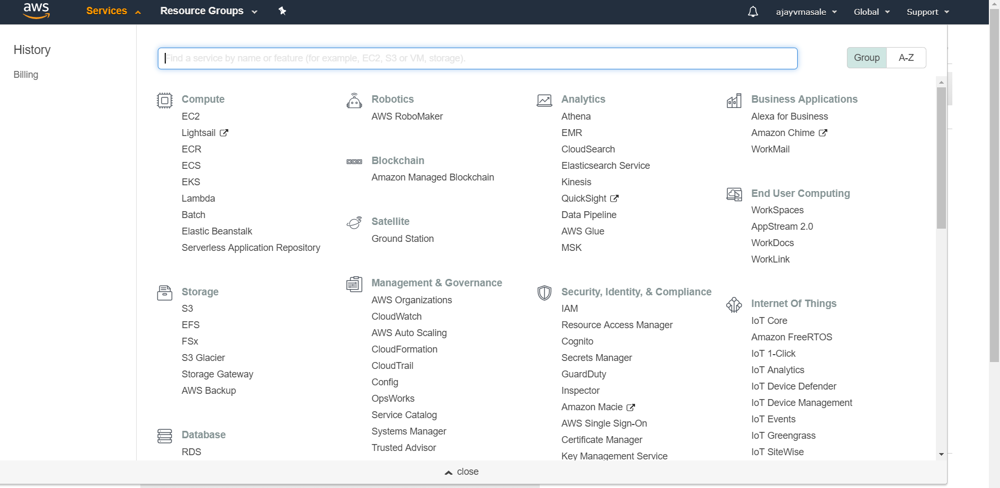 aws
Services
Resource Groups
ajayvmasale
Global
Support
History
Billing
Find a service by name or feature (for example, EC2, S3 or VM, storage).
Group
A-Z
Compute
EC2
Lightsail
ECR
ECS
EKS
Lambda
Batch
Elastic Beanstalk
Serverless Application Repository
Storage
S3
EFS
FSx
S3 Glacier
Storage Gateway
AWS Backup
Database
RDS
Robotics
AWS RoboMaker
Blockchain
Amazon Managed Blockchain
Satellite
Ground Station
Management & Governance
AWS Organizations
CloudWatch
AWS Auto Scaling
CloudFormation
CloudTrail
Config
OpsWorks
Service Catalog
Systems Manager
Trusted Advisor
Analytics
Athena
EMR
CloudSearch
Elasticsearch Service
Kinesis
QuickSight
Data Pipeline
AWS Glue
MSK
Security, Identity, & Compliance
IAM
Resource Access Manager
Cognito
Secrets Manager
GuardDuty
Inspector
Amazon Macie
AWS Single Sign-On
Certificate Manager
Key Management Service
Business Applications
Alexa for Business
Amazon Chime
WorkMail
End User Computing
WorkSpaces
AppStream 2.0
WorkDocs
WorkLink
Internet Of Things
IoT Core
Amazon FreeRTOS
IoT 1-Click
IoT Analytics
IoT Device Defender
IoT Device Management
IoT Events
IoT Greengrass
IoT SiteWise
close